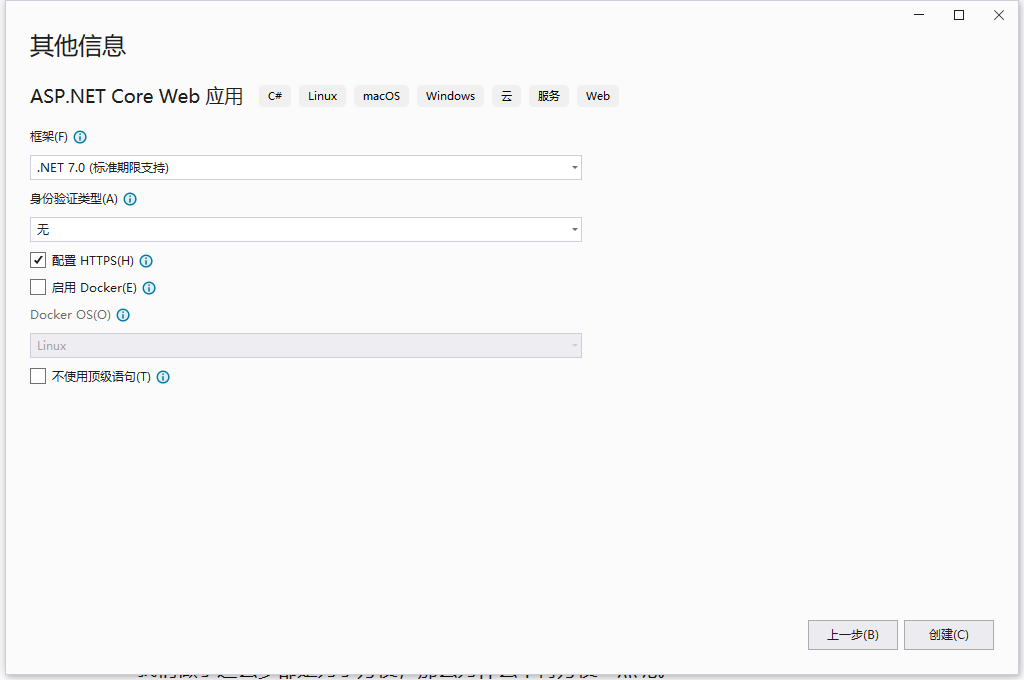 其他信息
ASP.NET Core Web 应用 C# Linux macOS Windows 云 服务 Web
框架(F)
.NET 7.0 (标准期限支持)
身份验证类型(A)
无
配置 HTTPS(H)
启用 Docker(E)
Docker OS(O)
Linux
不使用顶级语句(T)
上一步(B) 创建(C)